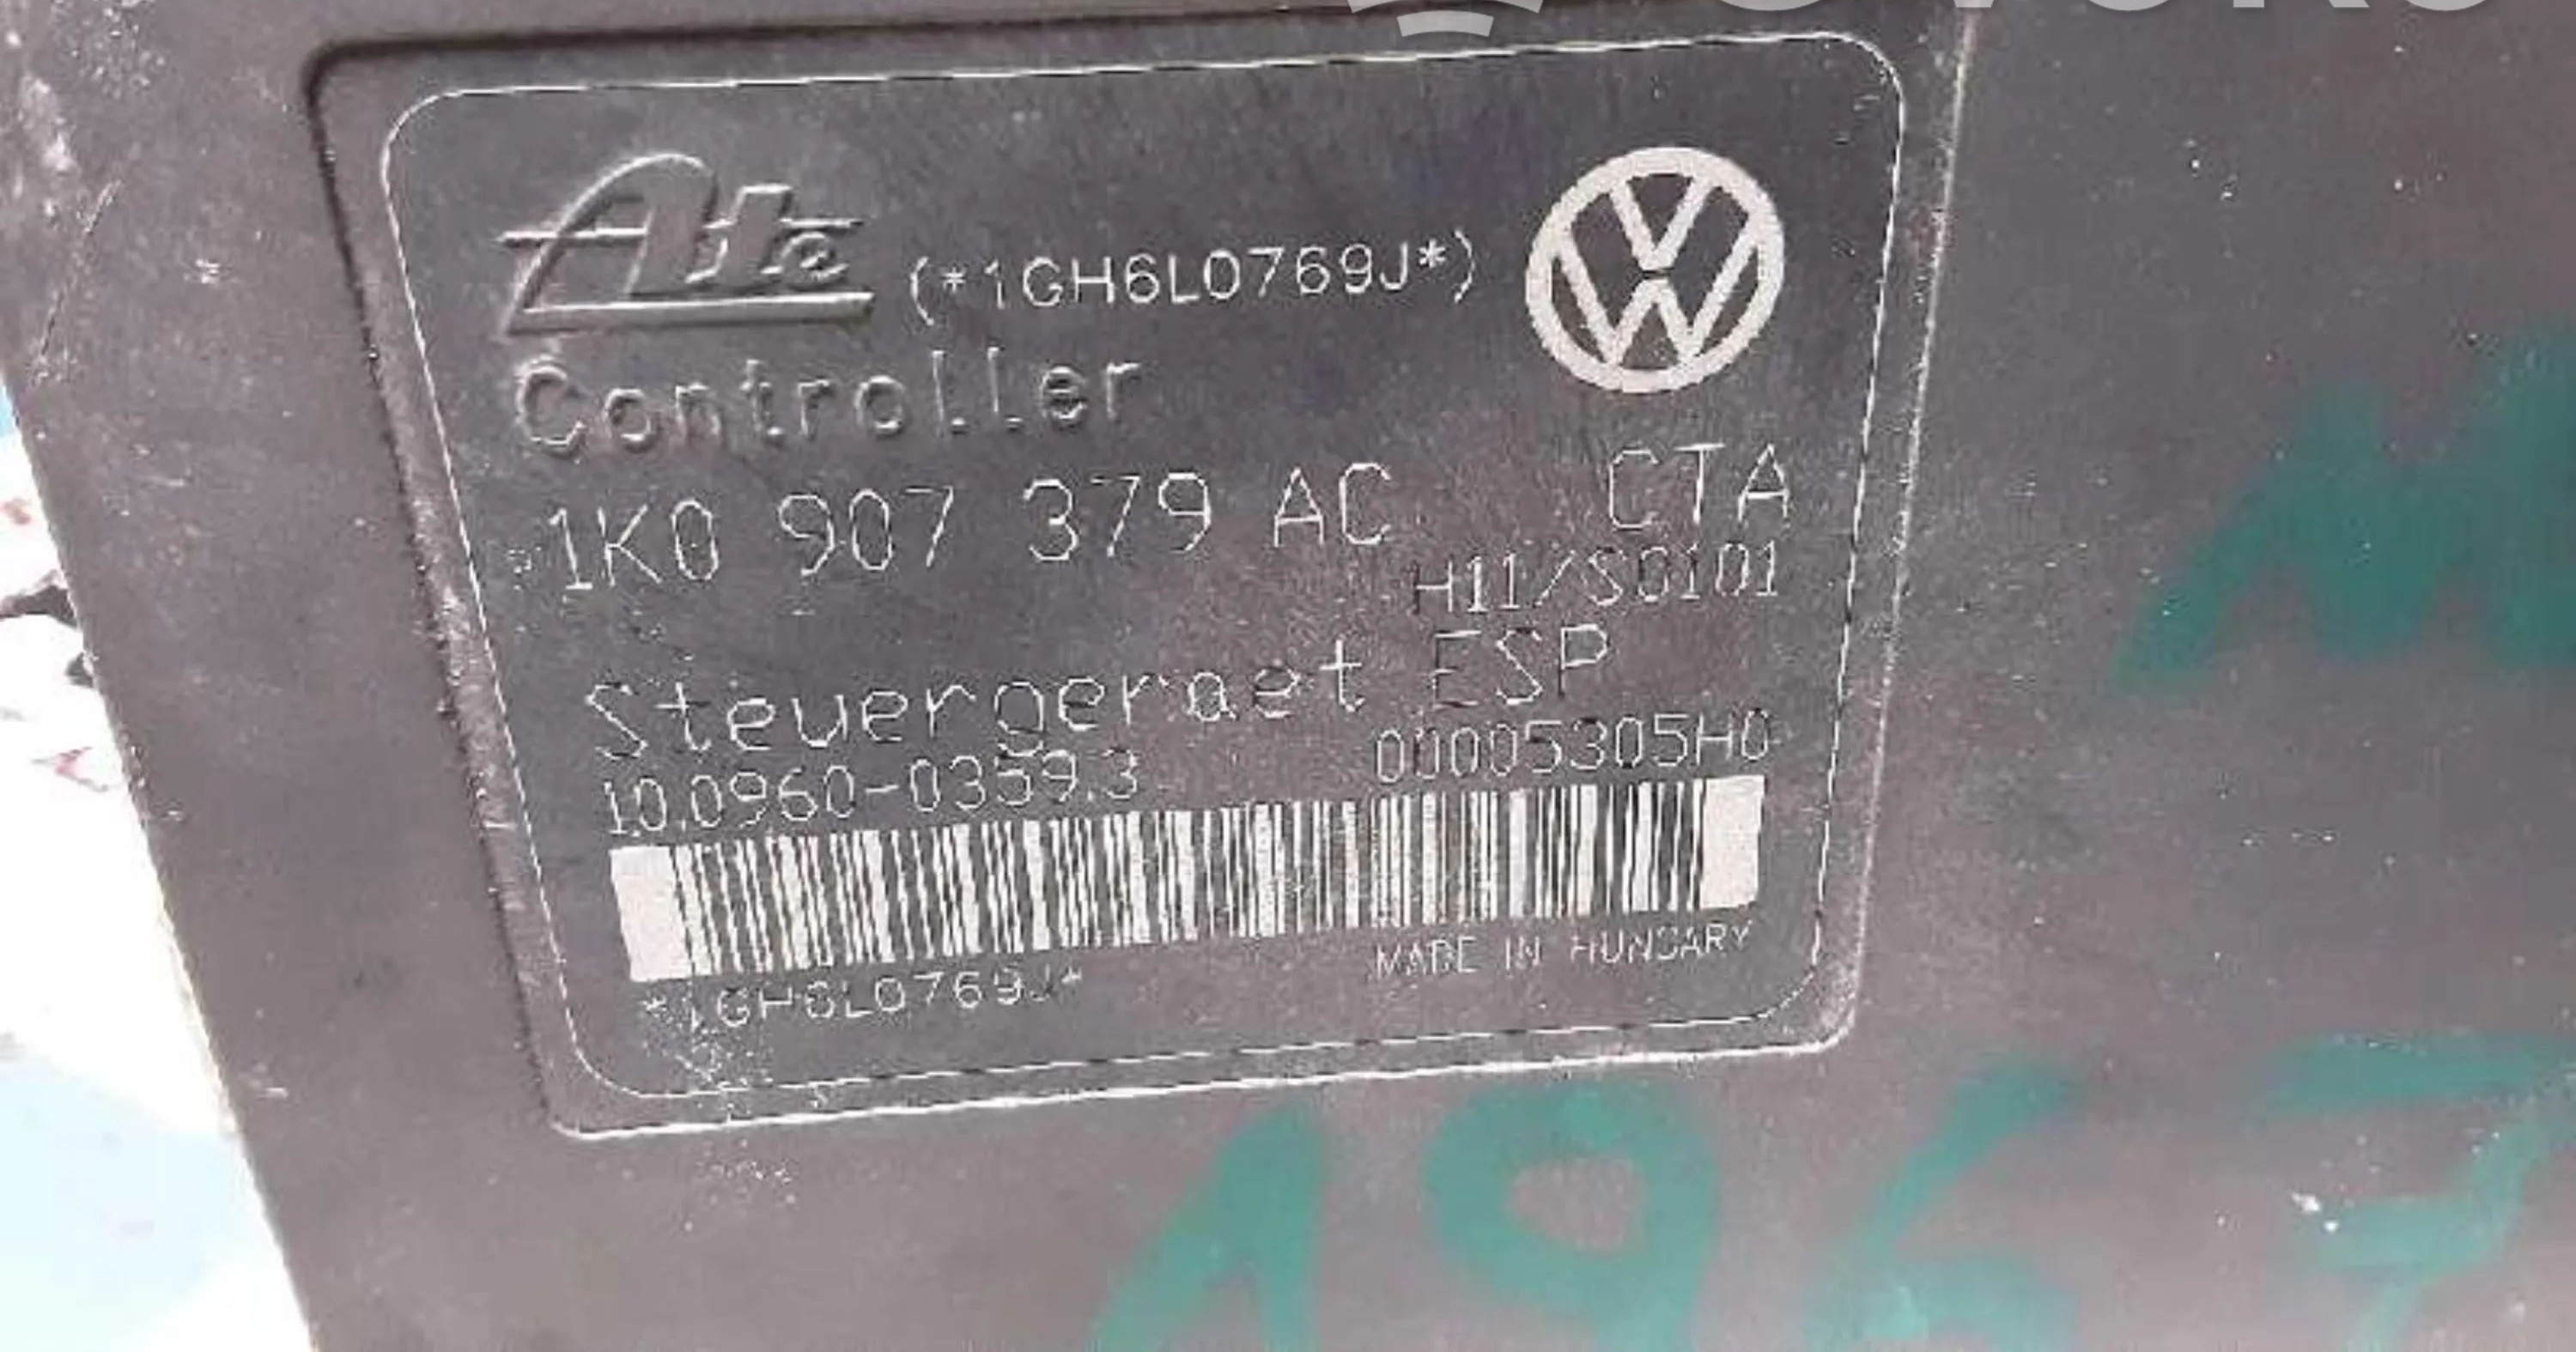 Ate (*1GH6L0769J*)
Controller
1K0 907 379 AC CTA
H11/S0101
Steuergeraet ESP
10.0960-0359.3 00005305H0
*1GH6L0769J*
MADE IN HUNGARY